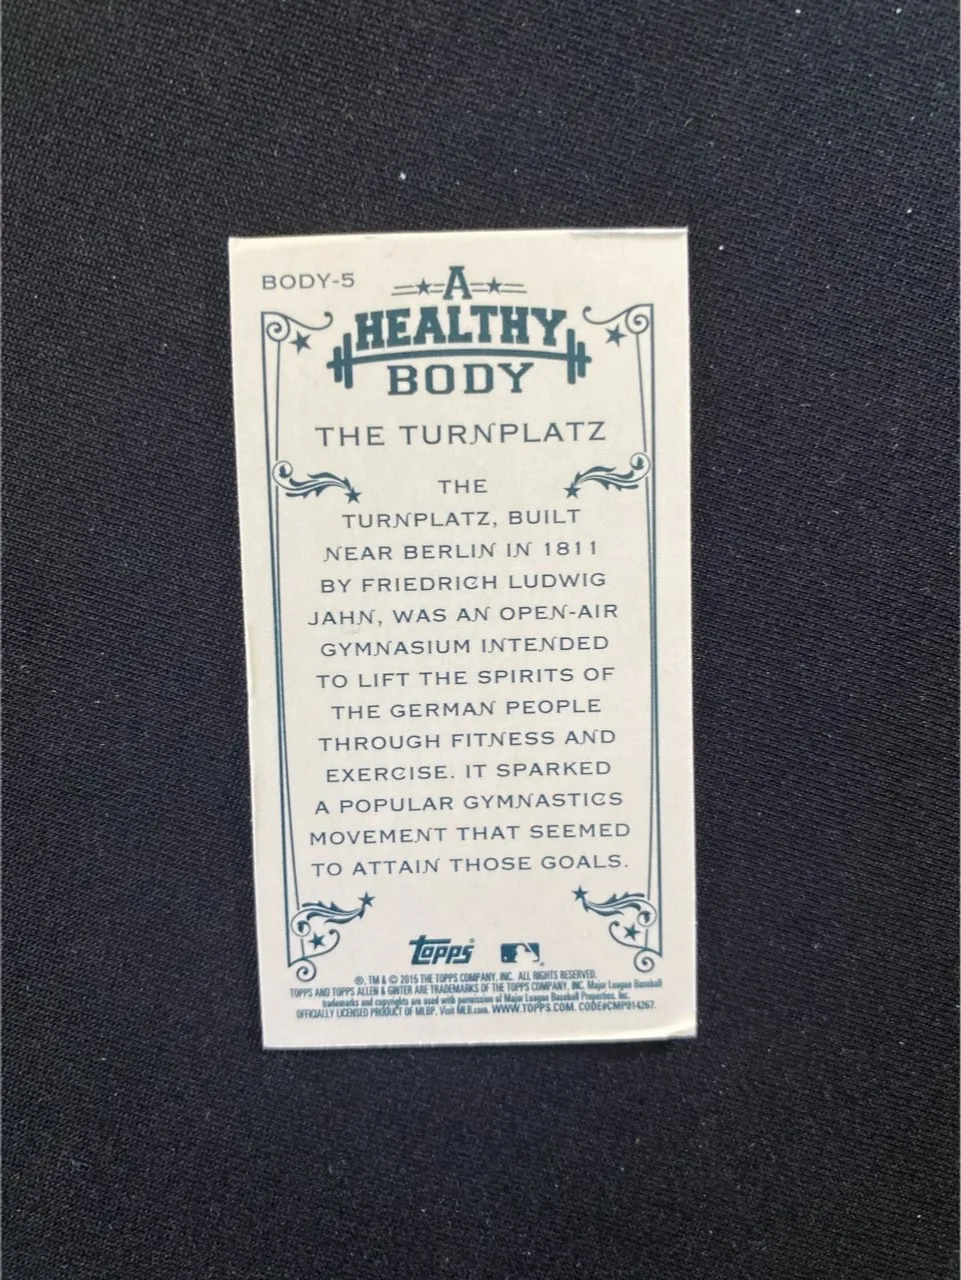 BODY-5
A
HEALTHY
BODY
THE TURNPLATZ
THE
TURNPLATZ, BUILT
NEAR BERLIN IN 1811
BY FRIEDRICH LUDWIG
JAHN, WAS AN OPEN-AIR
GYMNASIUM INTENDED
TO LIFT THE SPIRITS OF
THE GERMAN PEOPLE
THROUGH FITNESS AND
EXERCISE. IT SPARKED
A POPULAR GYMNASTICS
MOVEMENT THAT SEEMED
TO ATTAIN THOSE GOALS.
topps®
®, TM & © 2015 THE TOPPS COMPANY, INC. ALL RIGHTS RESERVED.
TOPPS AND TOPPS ALLEN & GINTER ARE TRADEMARKS OF THE TOPPS COMPANY, INC. Major League Baseball
trademarks and copyrights are used with permission of Major League Baseball Properties, Inc.
OFFICIALLY LICENSED PRODUCT OF MLBP. Visit MLB.com. WWW.TOPPS.COM. CODE#CMP014267.